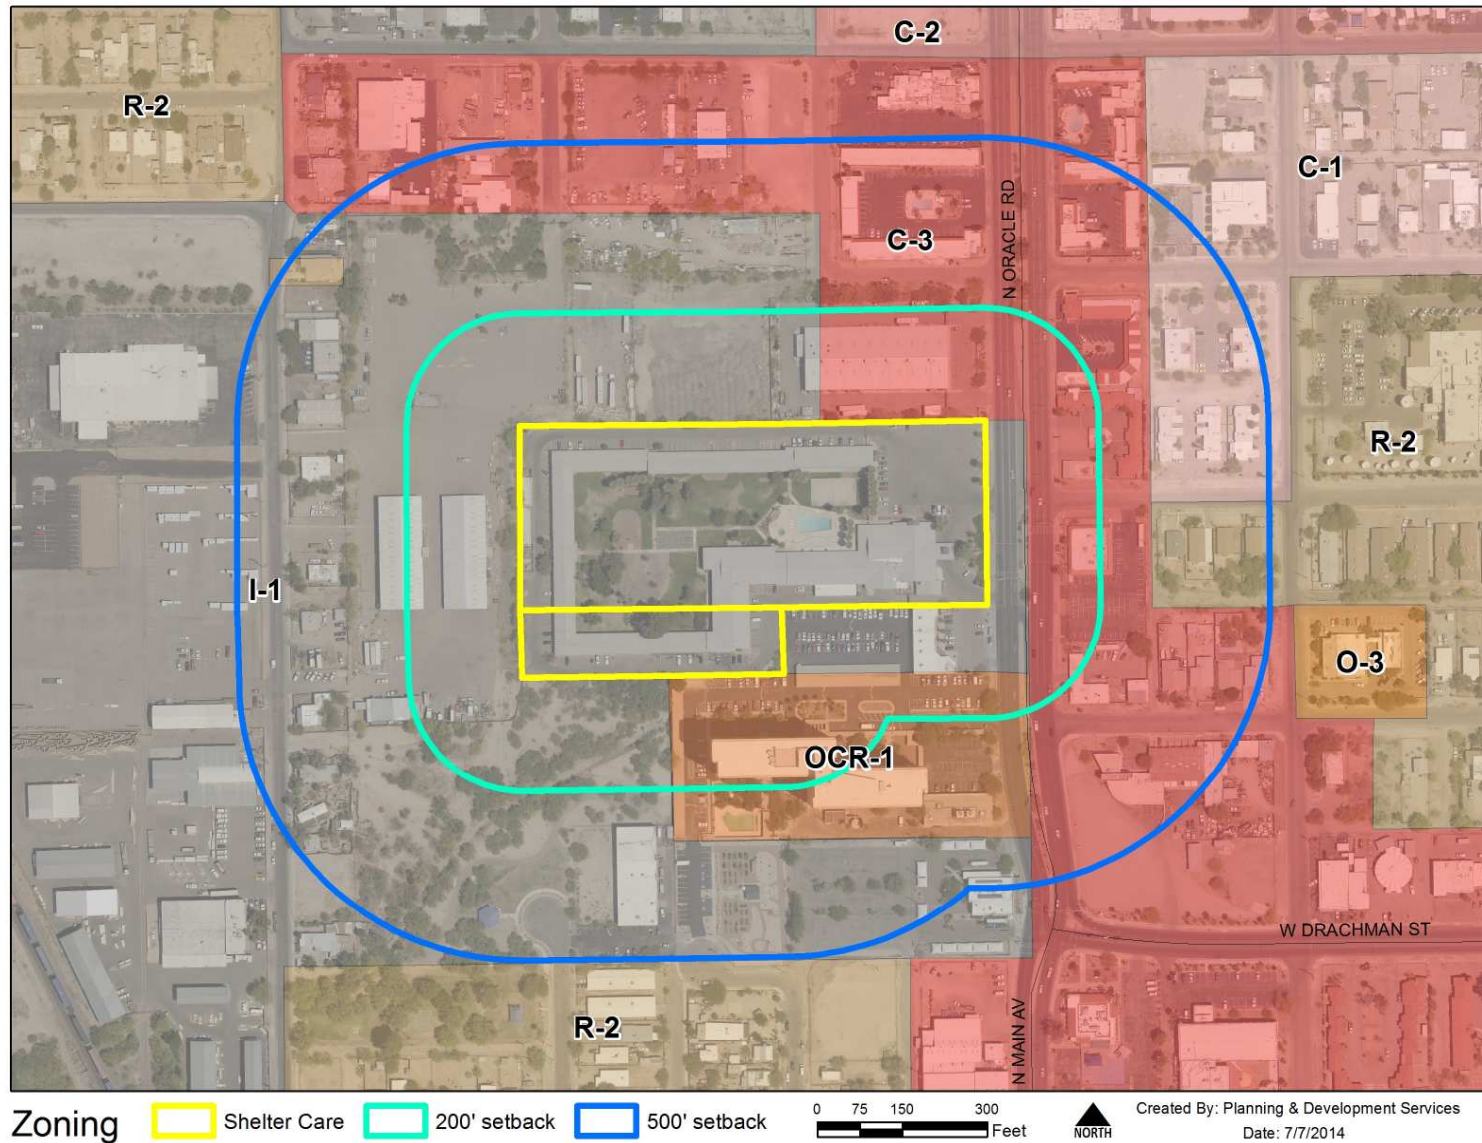 C-2
R-2
C-1
N ORACLE RD
C-3
R-2
I-1
O-3
OCR-1
W DRACHMAN ST
R-2
N MAIN AV
Zoning
Shelter Care
200' setback
500' setback
0 75 150 300
Feet
NORTH
Created By: Planning & Development Services
Date: 7/7/2014